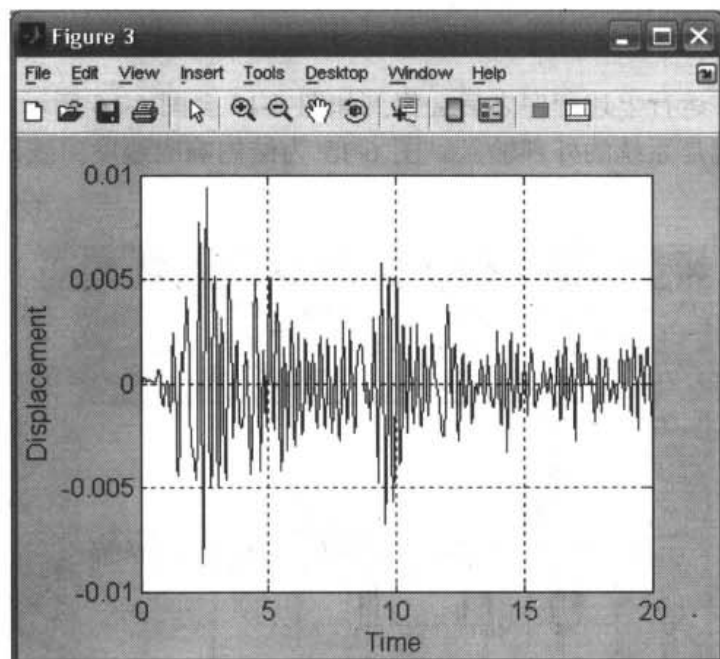 Figure 3
File Edit View Insert Tools Desktop Window Help
0.01
0.005
0
-0.005
-0.01
Displacement
0 5 10 15 20
Time